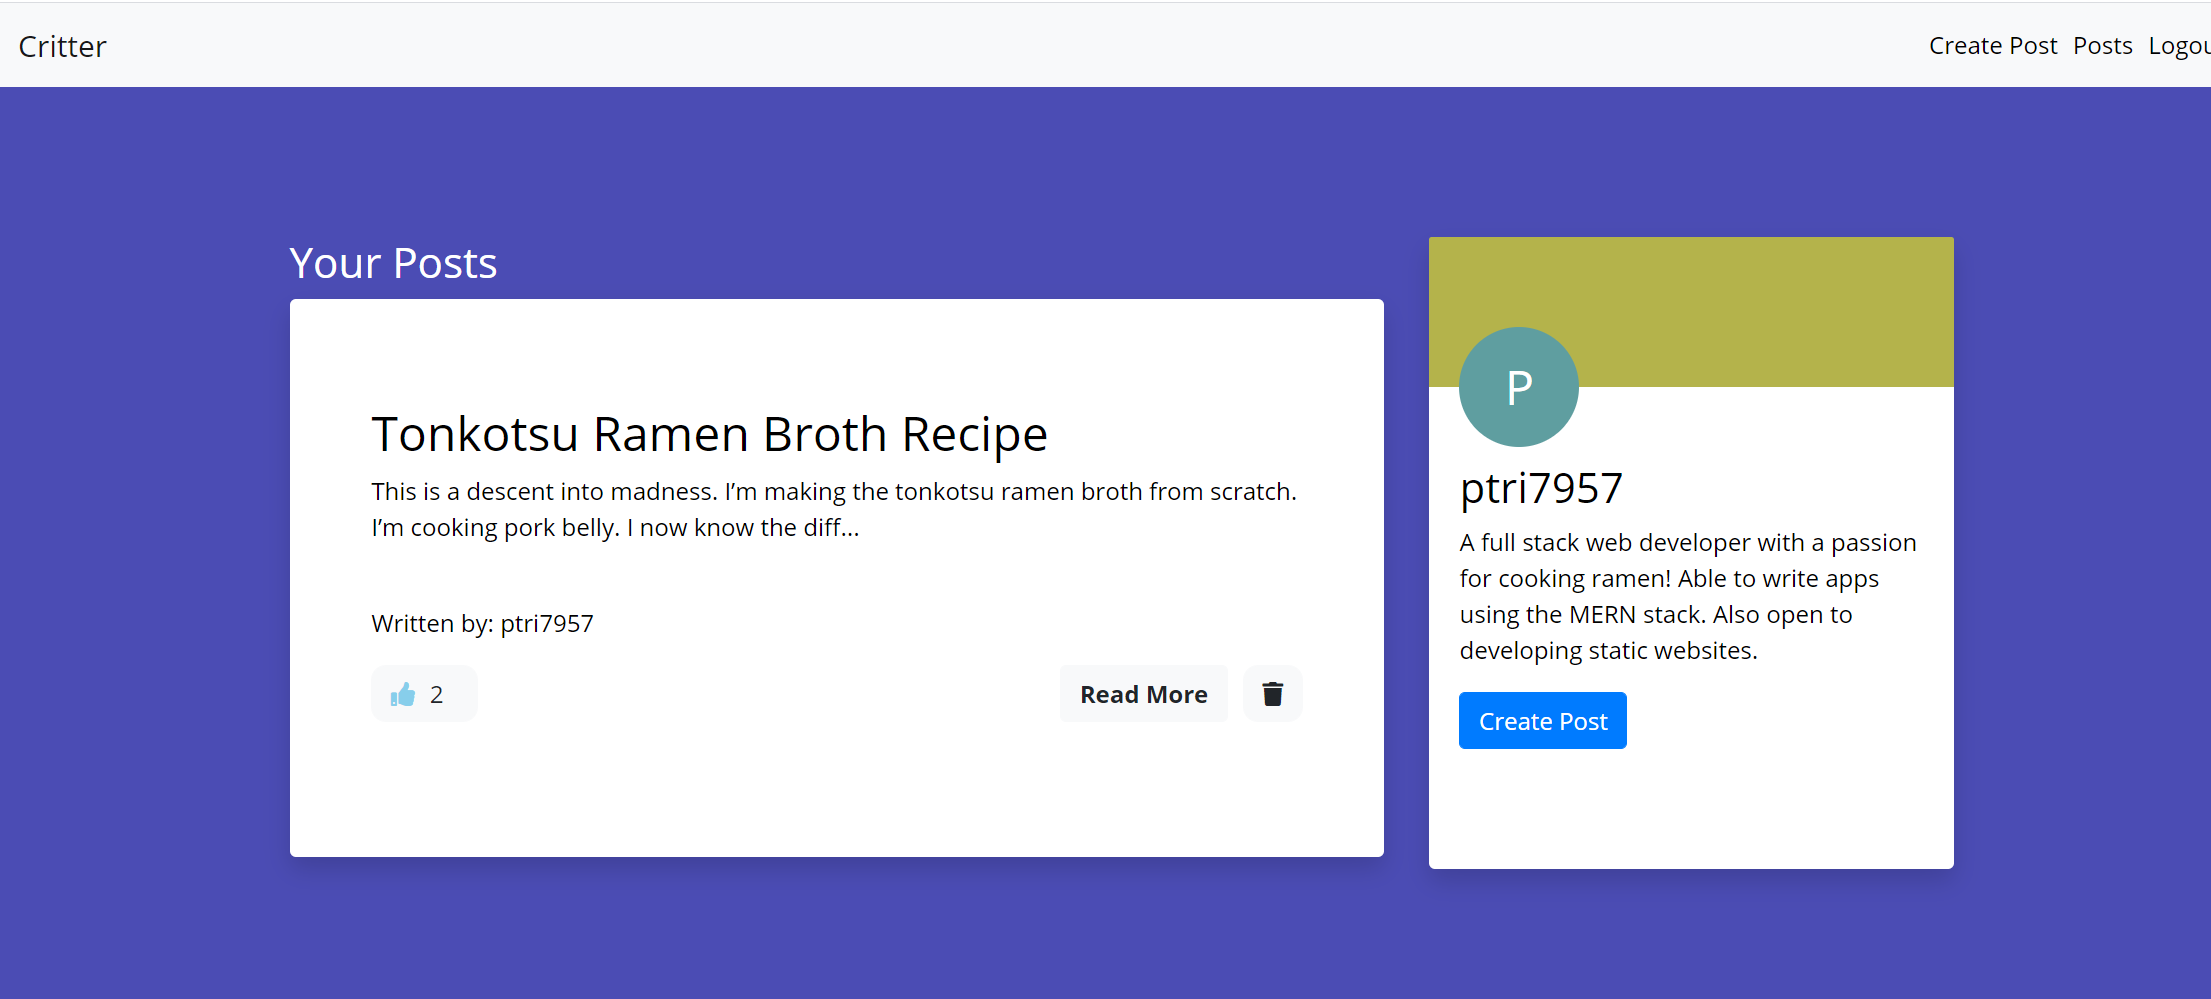 Critter
Create Post Posts Logou
Your Posts
Tonkotsu Ramen Broth Recipe
This is a descent into madness. I’m making the tonkotsu ramen broth from scratch.
I’m cooking pork belly. I now know the diff...
Written by: ptri7957
2
Read More
P
ptri7957
A full stack web developer with a passion
for cooking ramen! Able to write apps
using the MERN stack. Also open to
developing static websites.
Create Post